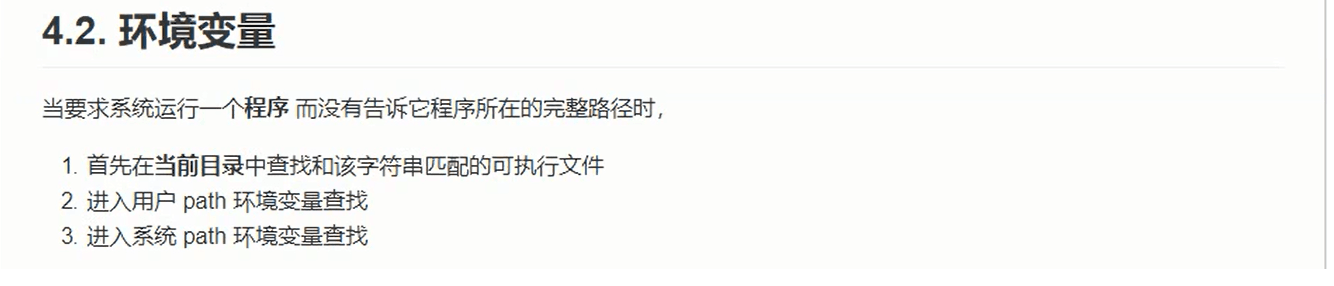 4.2. 环境变量
当要求系统运行一个程序 而没有告诉它程序所在的完整路径时，
1. 首先在当前目录中查找和该字符串匹配的可执行文件
2. 进入用户 path 环境变量查找
3. 进入系统 path 环境变量查找